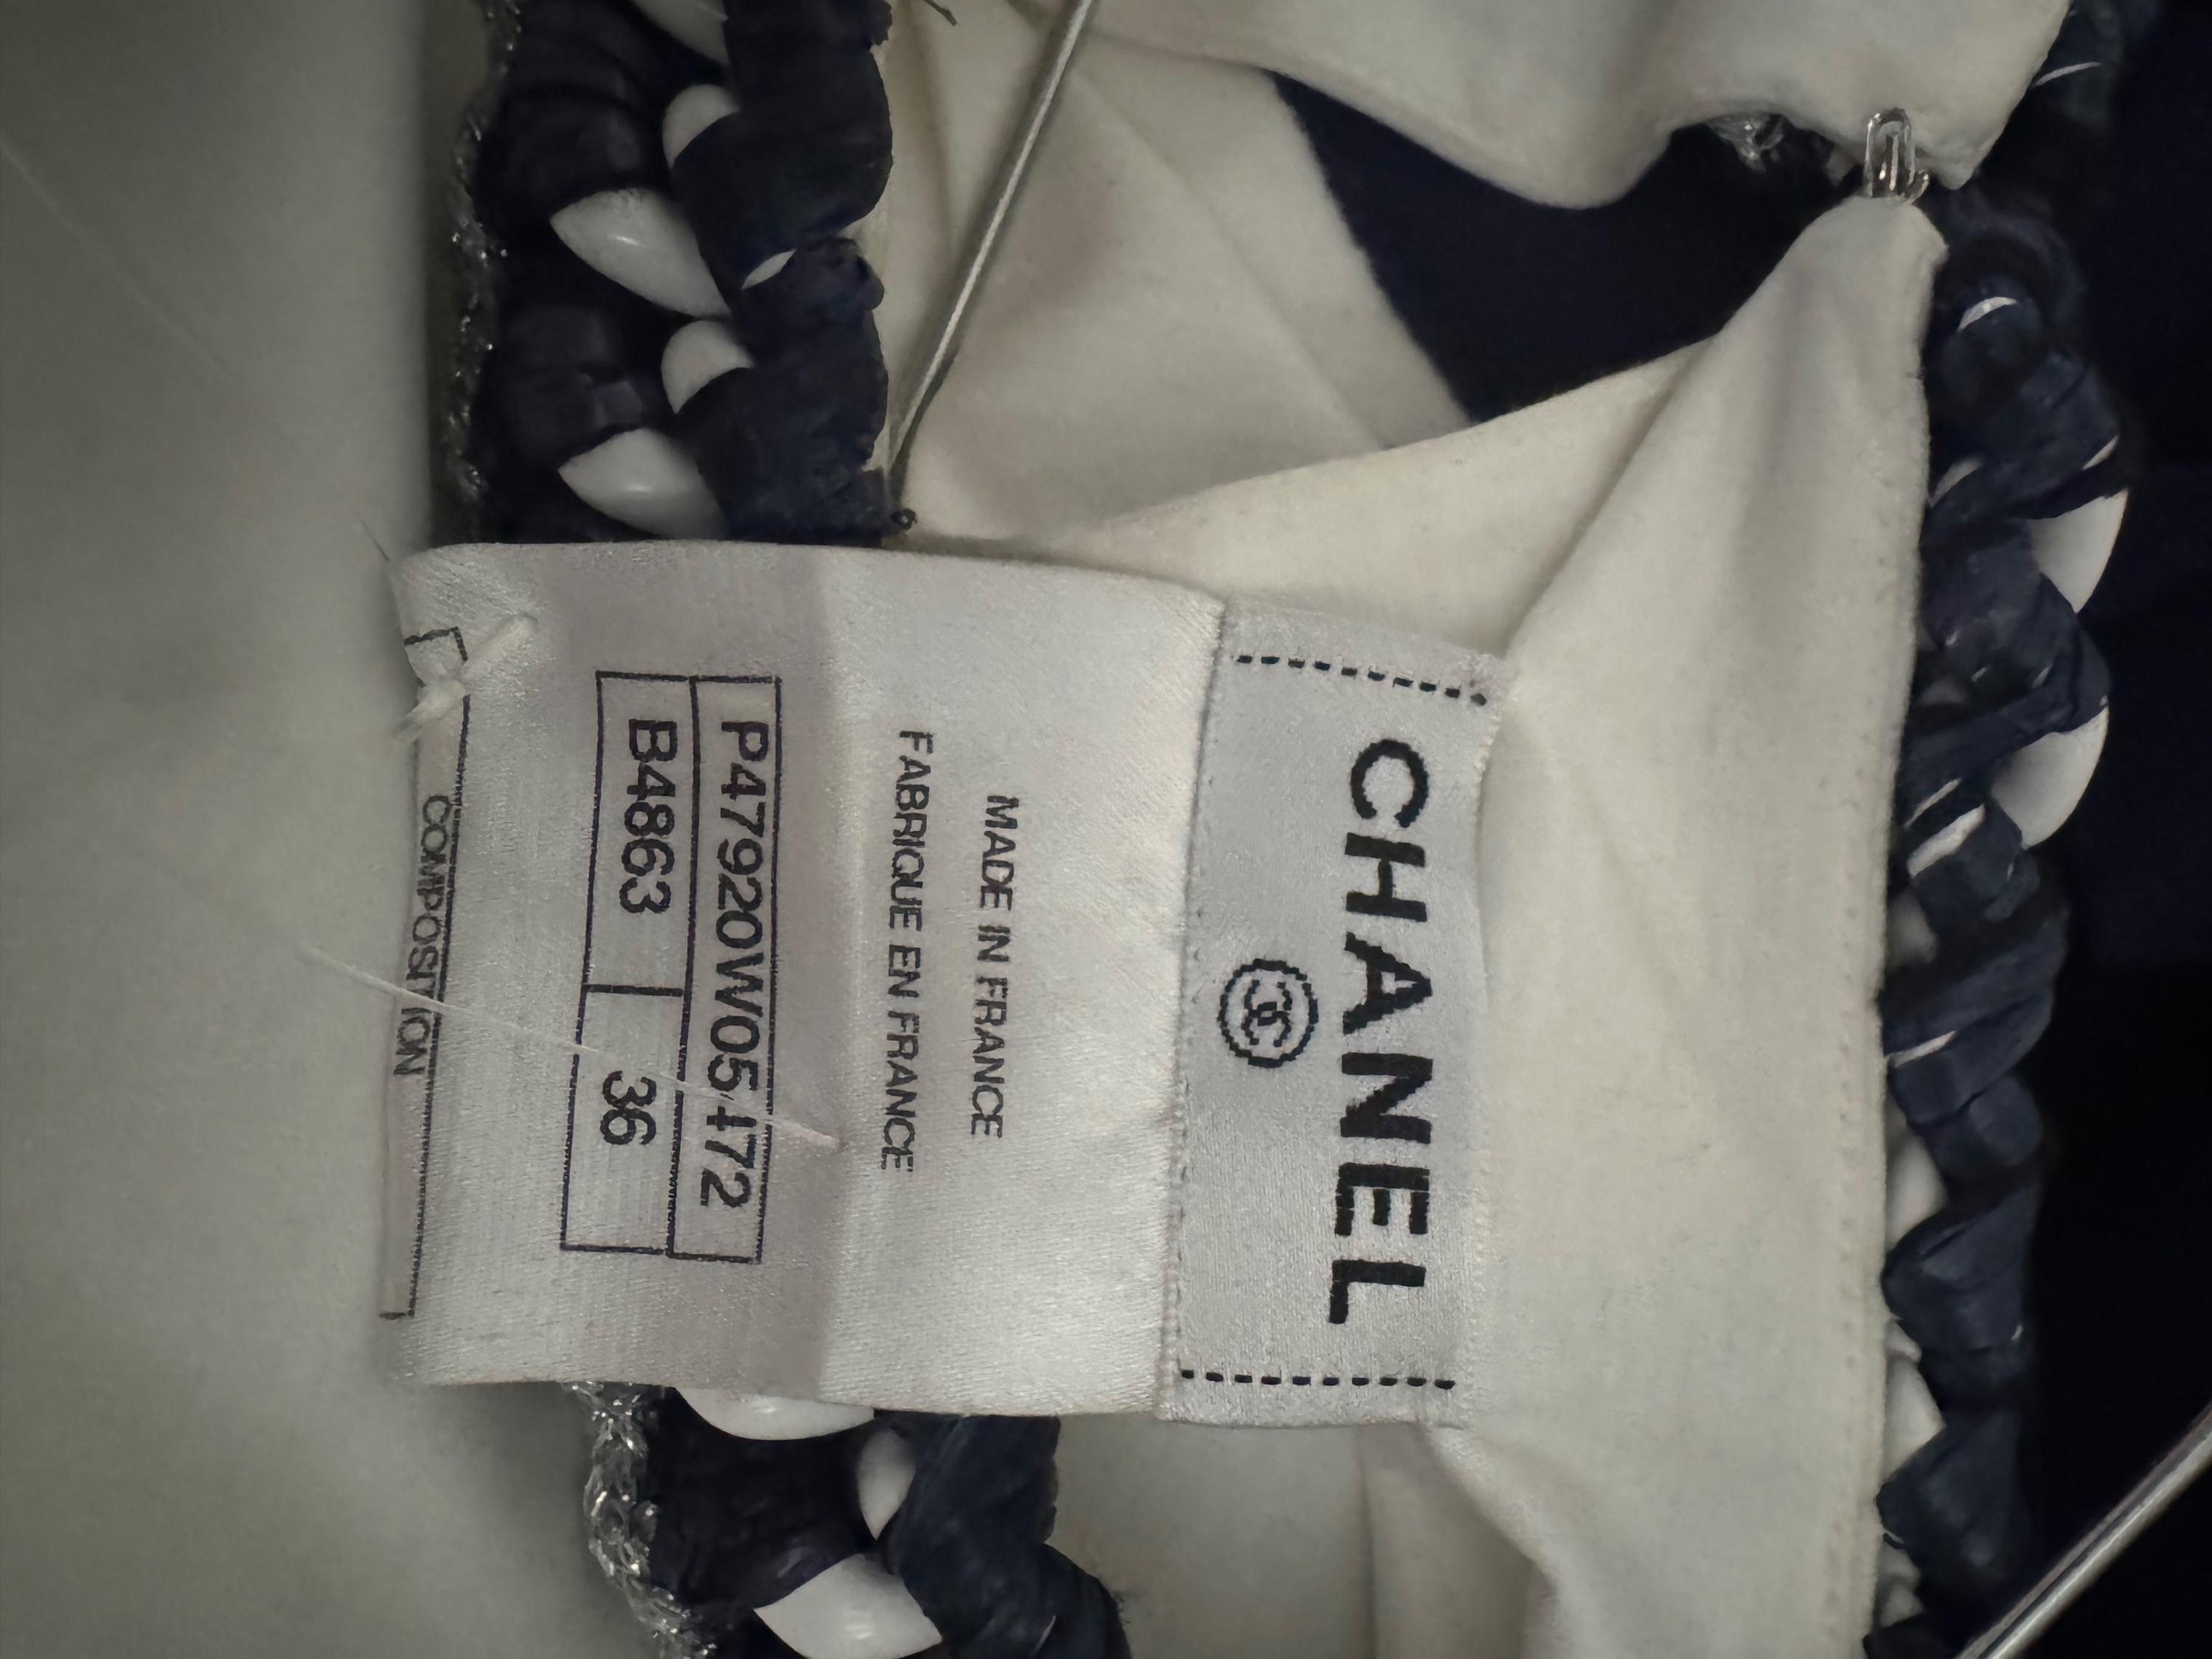 CHANEL
MADE IN FRANCE
FABRIQUE EN FRANCE
P47920W05472
B4863 36
COMPOSITION